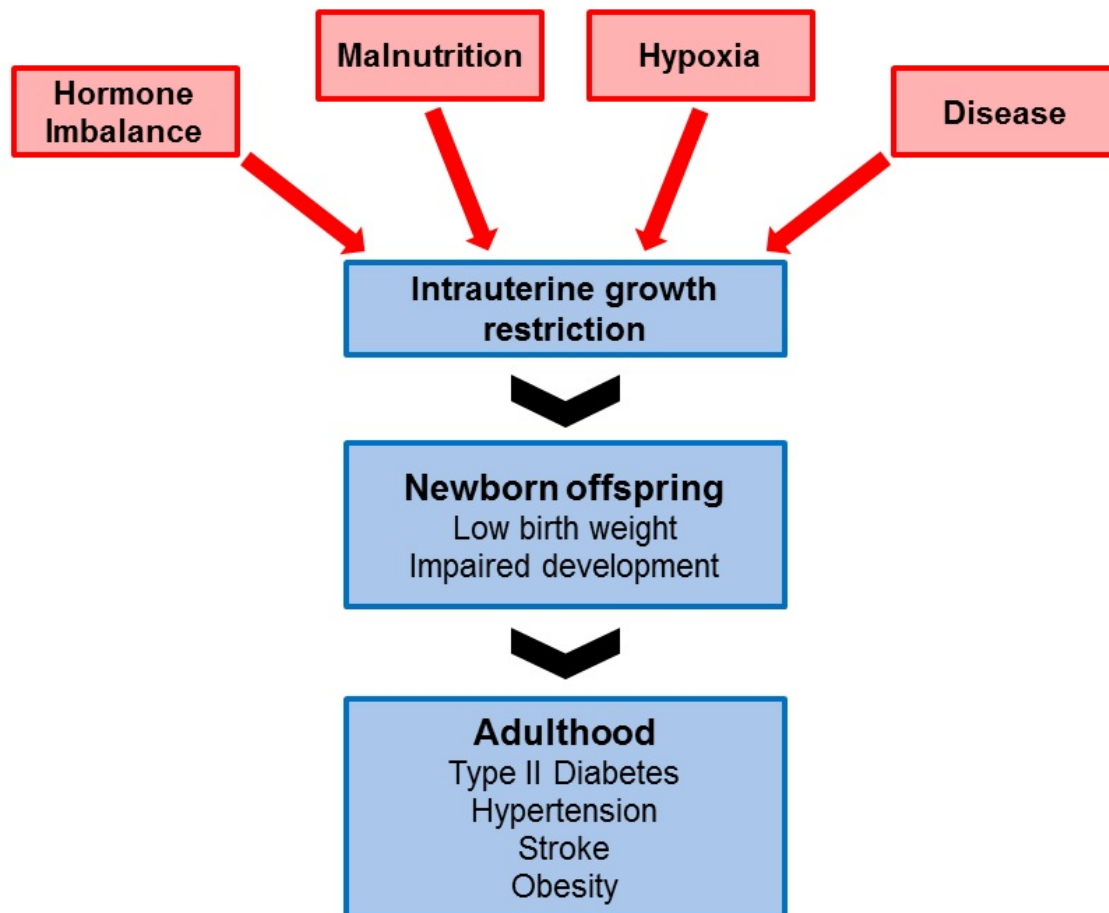 Hormone
Imbalance
Malnutrition
Hypoxia
Disease
Intrauterine growth
restriction
Newborn offspring
Low birth weight
Impaired development
Adulthood
Type II Diabetes
Hypertension
Stroke
Obesity